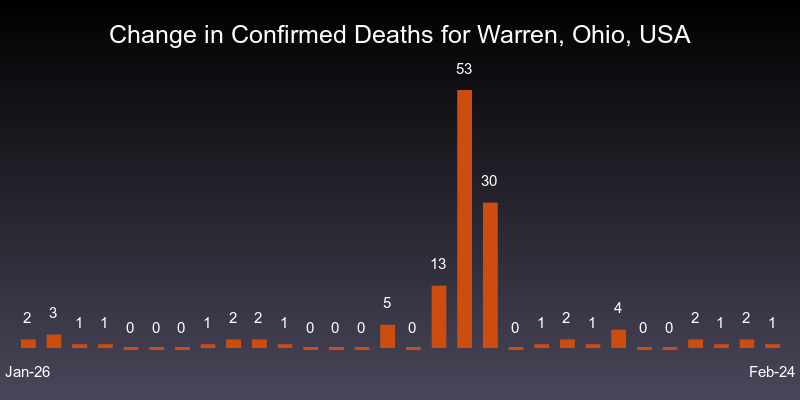 Change in Confirmed Deaths for Warren, Ohio, USA
2 3 1 1 0 0 0 1 2 2 1 0 0 0 5 0 13 53 30 0 1 2 1 4 0 0 2 1 2 1
Jan-26 Feb-24